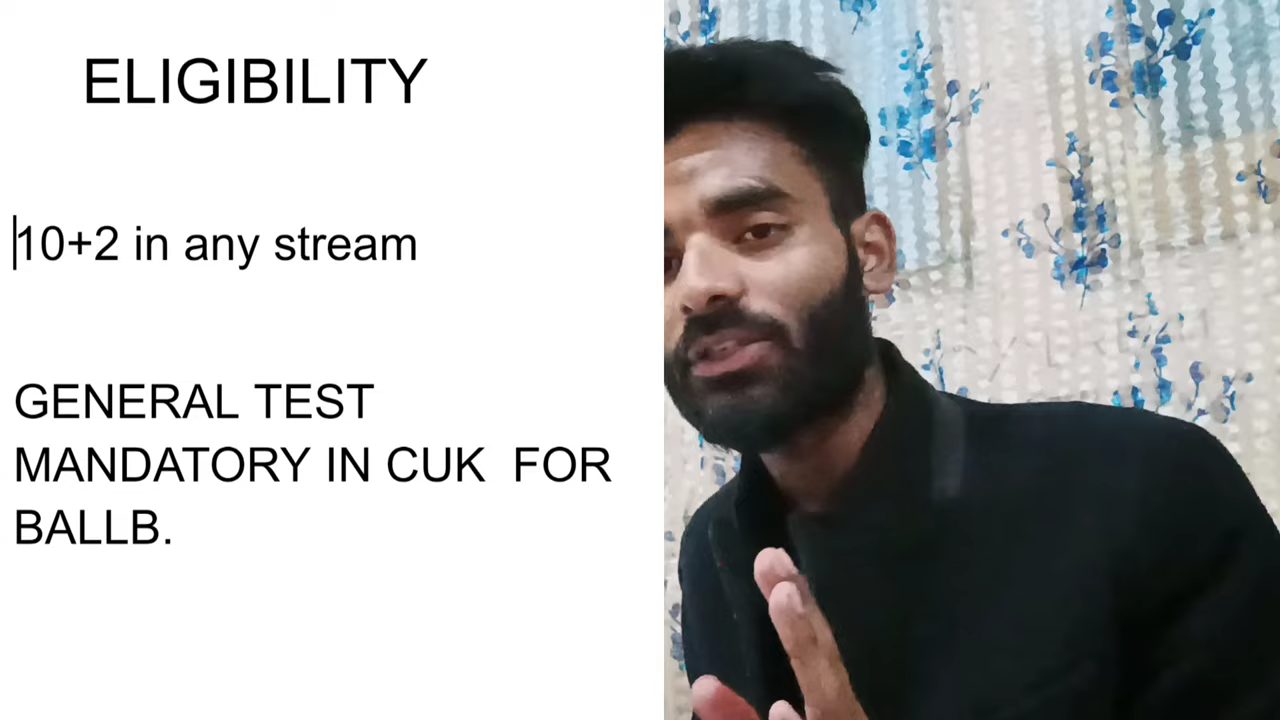 ELIGIBILITY
10+2 in any stream
GENERAL TEST
MANDATORY IN CUK FOR
BALLB.